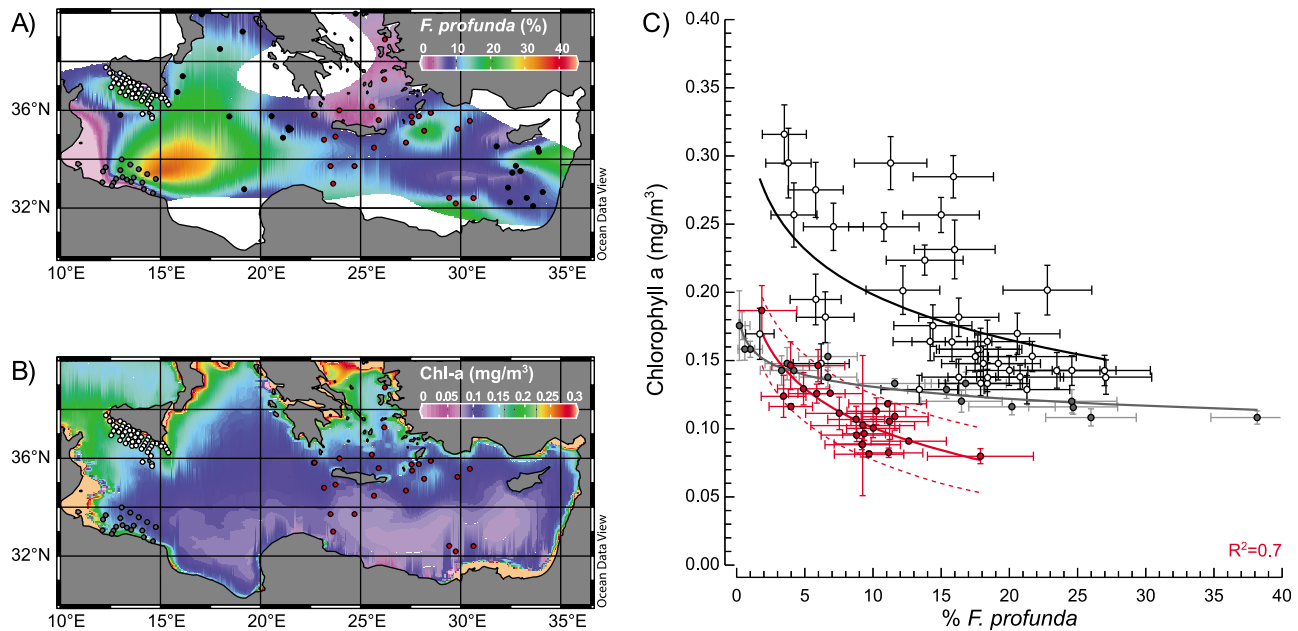 A)
F. profunda (%)
0 10 20 30 40
36°N
32°N
10°E 15°E 20°E 25°E 30°E 35°E
Ocean Data View
B)
Chl-a (mg/m³)
0 0.05 0.1 0.15 0.2 0.25 0.3
36°N
32°N
10°E 15°E 20°E 25°E 30°E 35°E
Ocean Data View
C)
Chlorophyll a (mg/m³)
0.40
0.35
0.30
0.25
0.20
0.15
0.10
0.05
0.00
R²=0.7
0 5 10 15 20 25 30 35 40
% F. profunda